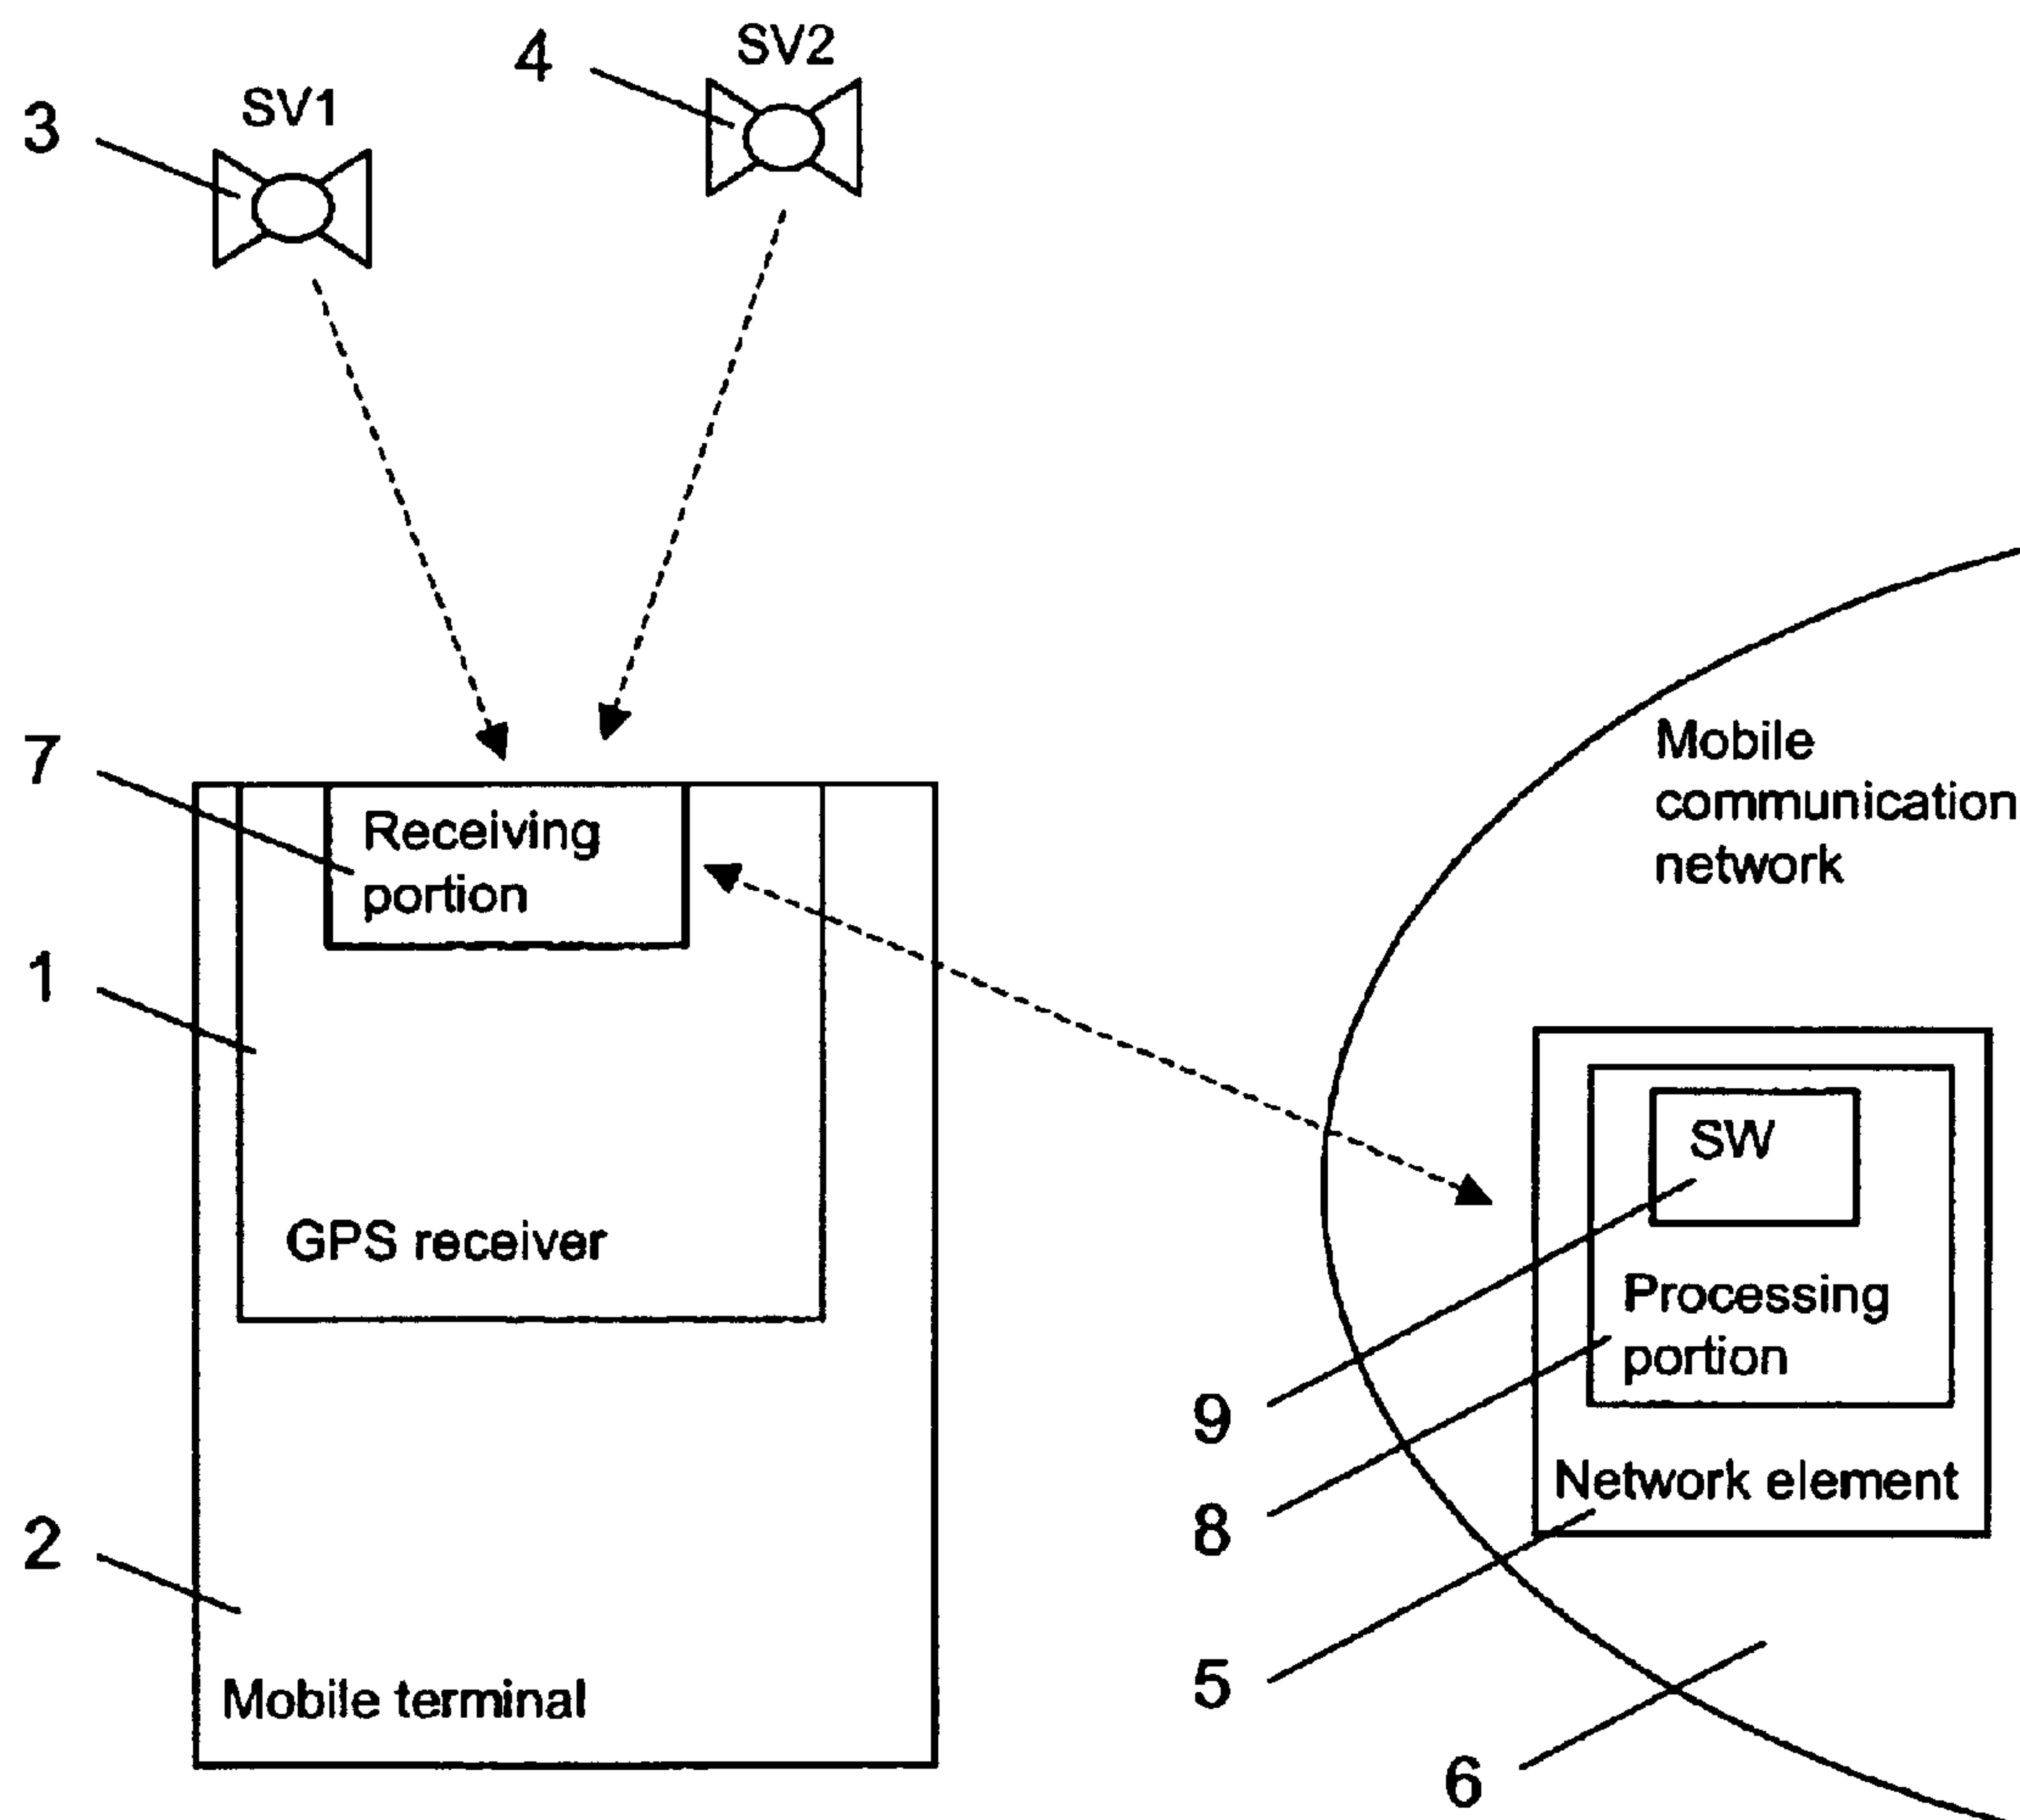 4
SV2
3
SV1
7
Receiving
portion
1
GPS receiver
2
Mobile terminal
Mobile
communication
network
SW
Processing
portion
Network element
9
8
5
6